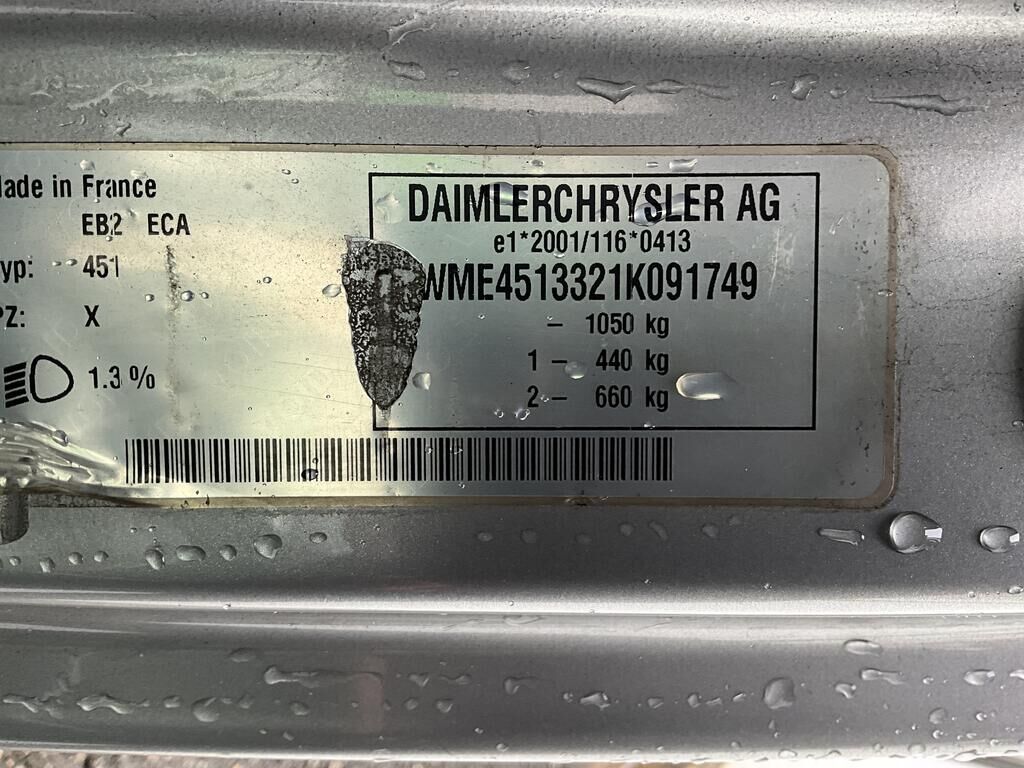 ade in France
EB2 ECA
yp: 451
PZ: X
1.3 %
DAIMLERCHRYSLER AG
e1*2001/116*0413
WME4513321K091749
- 1050 kg
1 - 440 kg
2 - 660 kg